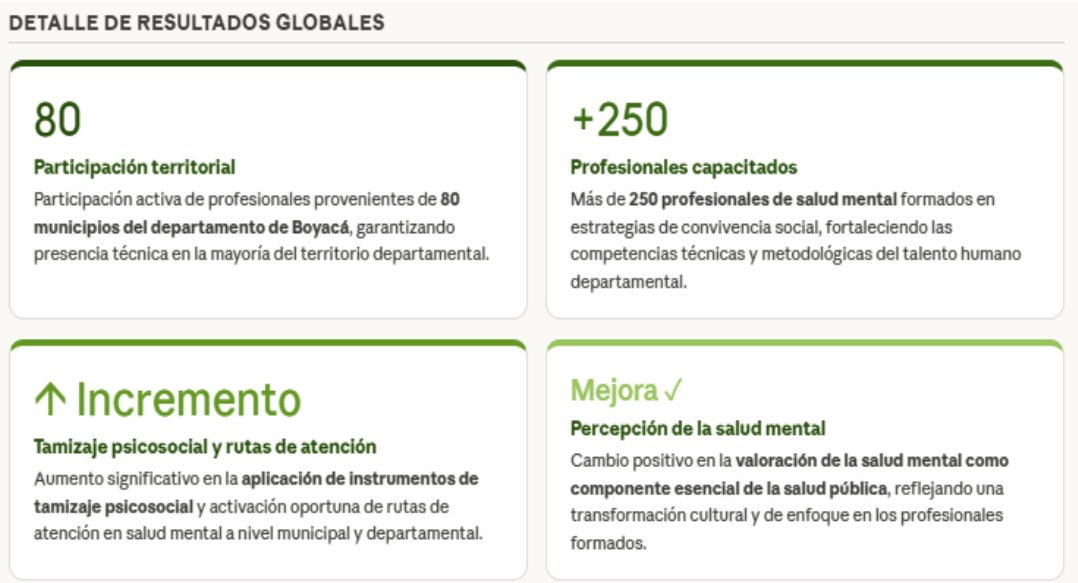 DETALLE DE RESULTADOS GLOBALES
80
Participación territorial
Participación activa de profesionales provenientes de 80
municipios del departamento de Boyacá, garantizando
presencia técnica en la mayoría del territorio departamental.
+250
Profesionales capacitados
Más de 250 profesionales de salud mental formados en
estrategias de convivencia social, fortaleciendo las
competencias técnicas y metodológicas del talento humano
departamental.
↑ Incremento
Tamizaje psicosocial y rutas de atención
Aumento significativo en la aplicación de instrumentos de
tamizaje psicosocial y activación oportuna de rutas de
atención en salud mental a nivel municipal y departamental.
Mejora ✓
Percepción de la salud mental
Cambio positivo en la valoración de la salud mental como
componente esencial de la salud pública, reflejando una
transformación cultural y de enfoque en los profesionales
formados.